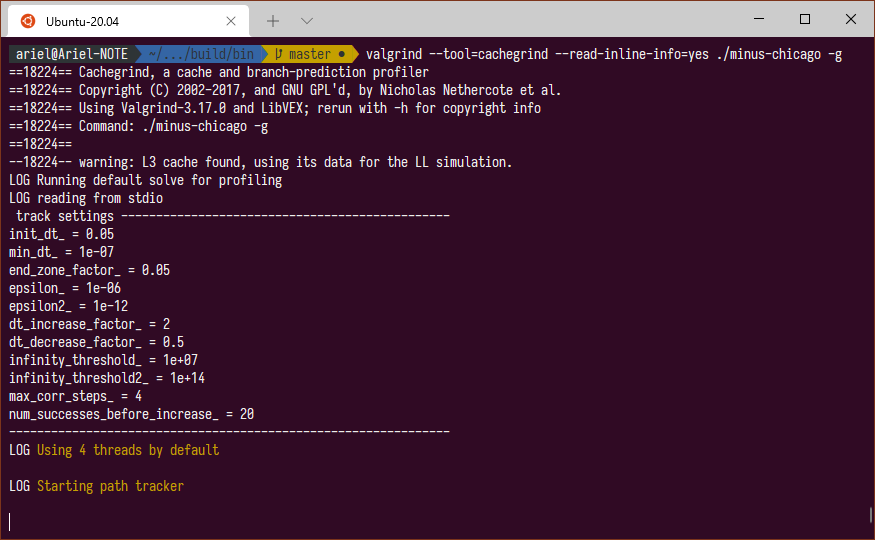 Ubuntu-20.04
ariel@Ariel-NOTE ~/.../build/bin master ● valgrind --tool=cachegrind --read-inline-info=yes ./minus-chicago -g
==18224== Cachegrind, a cache and branch-prediction profiler
==18224== Copyright (C) 2002-2017, and GNU GPL'd, by Nicholas Nethercote et al.
==18224== Using Valgrind-3.17.0 and LibVEX; rerun with -h for copyright info
==18224== Command: ./minus-chicago -g
==18224==
--18224-- warning: L3 cache found, using its data for the LL simulation.
LOG Running default solve for profiling
LOG reading from stdio
track settings -----------------------------------------------
init_dt_ = 0.05
min_dt_ = 1e-07
end_zone_factor_ = 0.05
epsilon_ = 1e-06
epsilon2_ = 1e-12
dt_increase_factor_ = 2
dt_decrease_factor_ = 0.5
infinity_threshold_ = 1e+07
infinity_threshold2_ = 1e+14
max_corr_steps_ = 4
num_successes_before_increase_ = 20
---------------------------------------------------------------
LOG Using 4 threads by default
LOG Starting path tracker